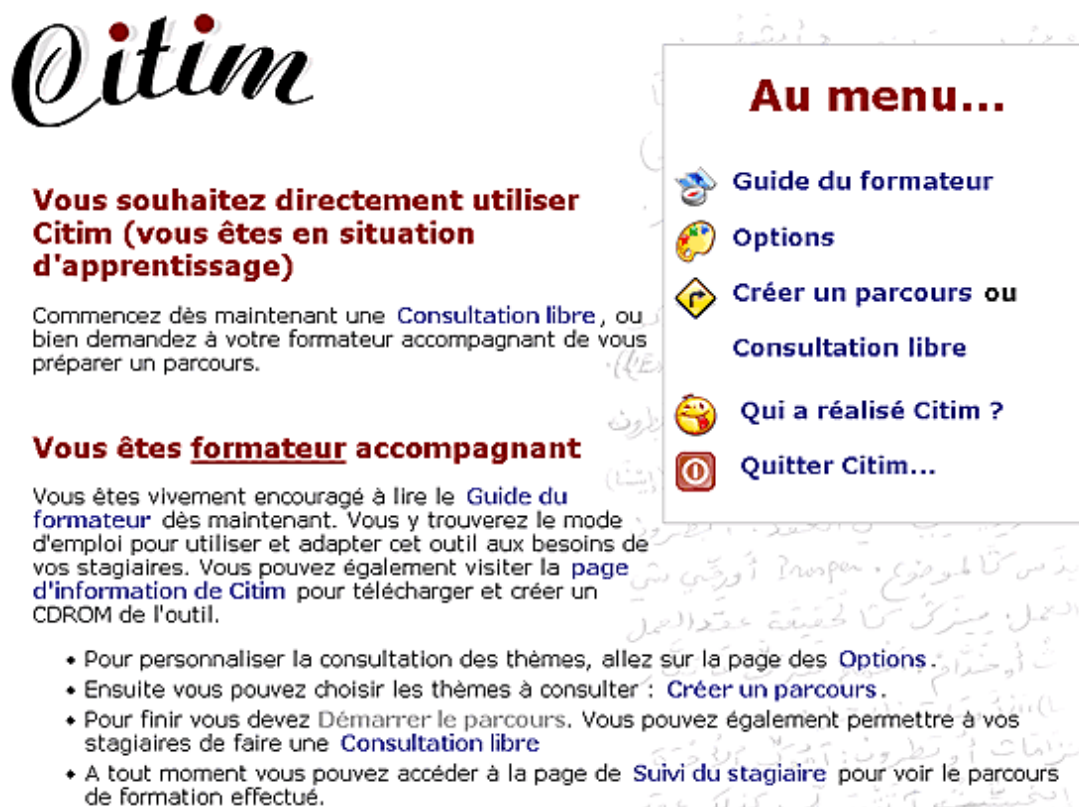 Citim
Vous souhaitez directement utiliser
Citim (vous êtes en situation
d'apprentissage)
Commencez dès maintenant une Consultation libre, ou
bien demandez à votre formateur accompagnant de vous
préparer un parcours.
Vous êtes formateur accompagnant
Vous êtes vivement encouragé à lire le Guide du
formateur dès maintenant. Vous y trouverez le mode
d'emploi pour utiliser et adapter cet outil aux besoins de
vos stagiaires. Vous pouvez également visiter la page
d'information de Citim pour télécharger et créer un
CDROM de l'outil.
◆ Pour personnaliser la consultation des thèmes, allez sur la page des Options.
◆ Ensuite vous pouvez choisir les thèmes à consulter : Créer un parcours.
◆ Pour finir vous devez Démarrer le parcours. Vous pouvez également permettre à vos
stagiaires de faire une Consultation libre
◆ A tout moment vous pouvez accéder à la page de Suivi du stagiaire pour voir le parcours
de formation effectué.
Au menu...
Guide du formateur
Options
Créer un parcours ou
Consultation libre
Qui a réalisé Citim ?
Quitter Citim...